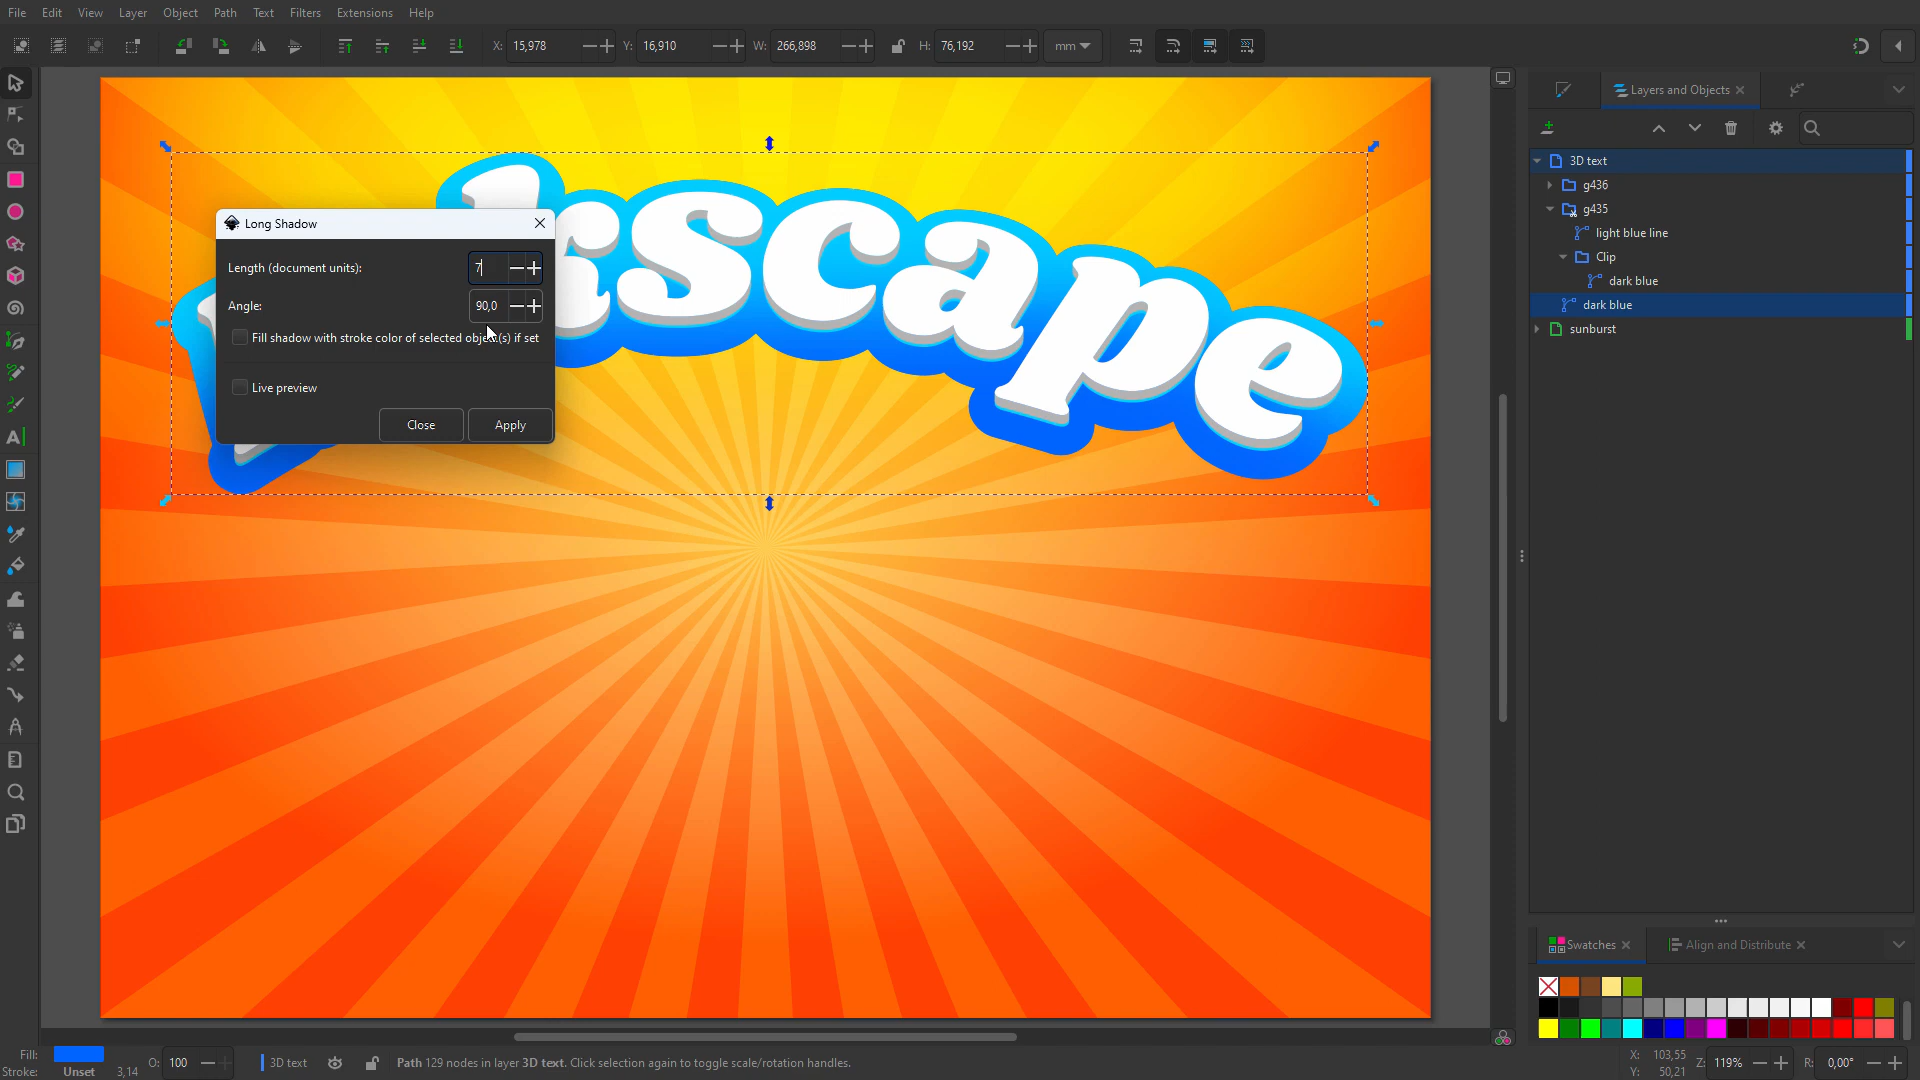 File Edit View Layer Object Path Text Filters Extensions Help
X: 15,978 Y: 16,910 W: 266,898 H: 76,192 mm
Layers and Objects
3D text
g436
g435
light blue line
Clip
dark blue
dark blue
sunburst
Long Shadow
Length (document units): 7
Angle: 90,0
Fill shadow with stroke color of selected object(s) if set
Live preview
Close Apply
kscape
Swatches Align and Distribute
Fill:
Stroke: Unset 3,14
O: 100
3D text
Path 129 nodes in layer 3D text. Click selection again to toggle scale/rotation handles.
X: 103,55
Y: 50,21
Z: 119%
R: 0,00°